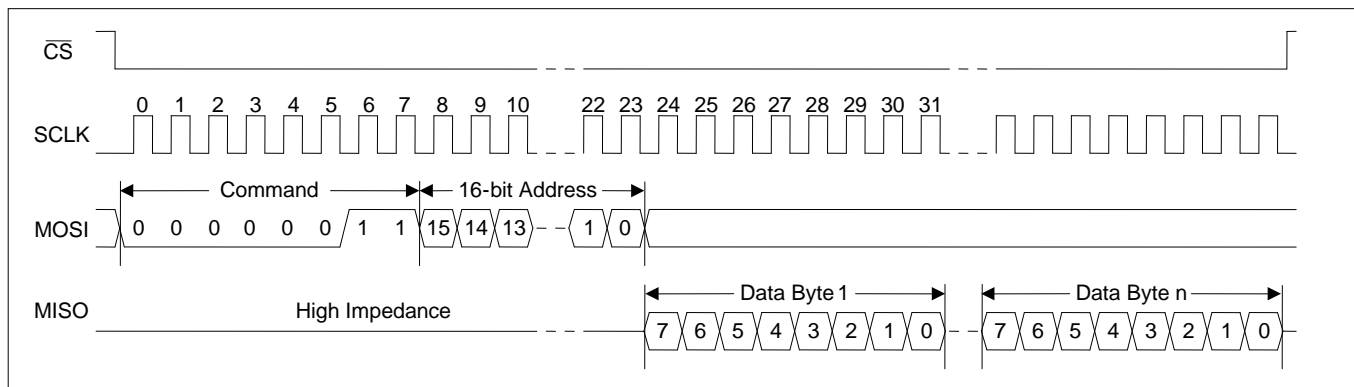 CS
0 1 2 3 4 5 6 7 8 9 10 22 23 24 25 26 27 28 29 30 31
SCLK
Command 16-bit Address
MOSI 0 0 0 0 0 0 1 1 15 14 13 1 0
Data Byte 1 Data Byte n
MISO High Impedance
7 6 5 4 3 2 1 0 7 6 5 4 3 2 1 0